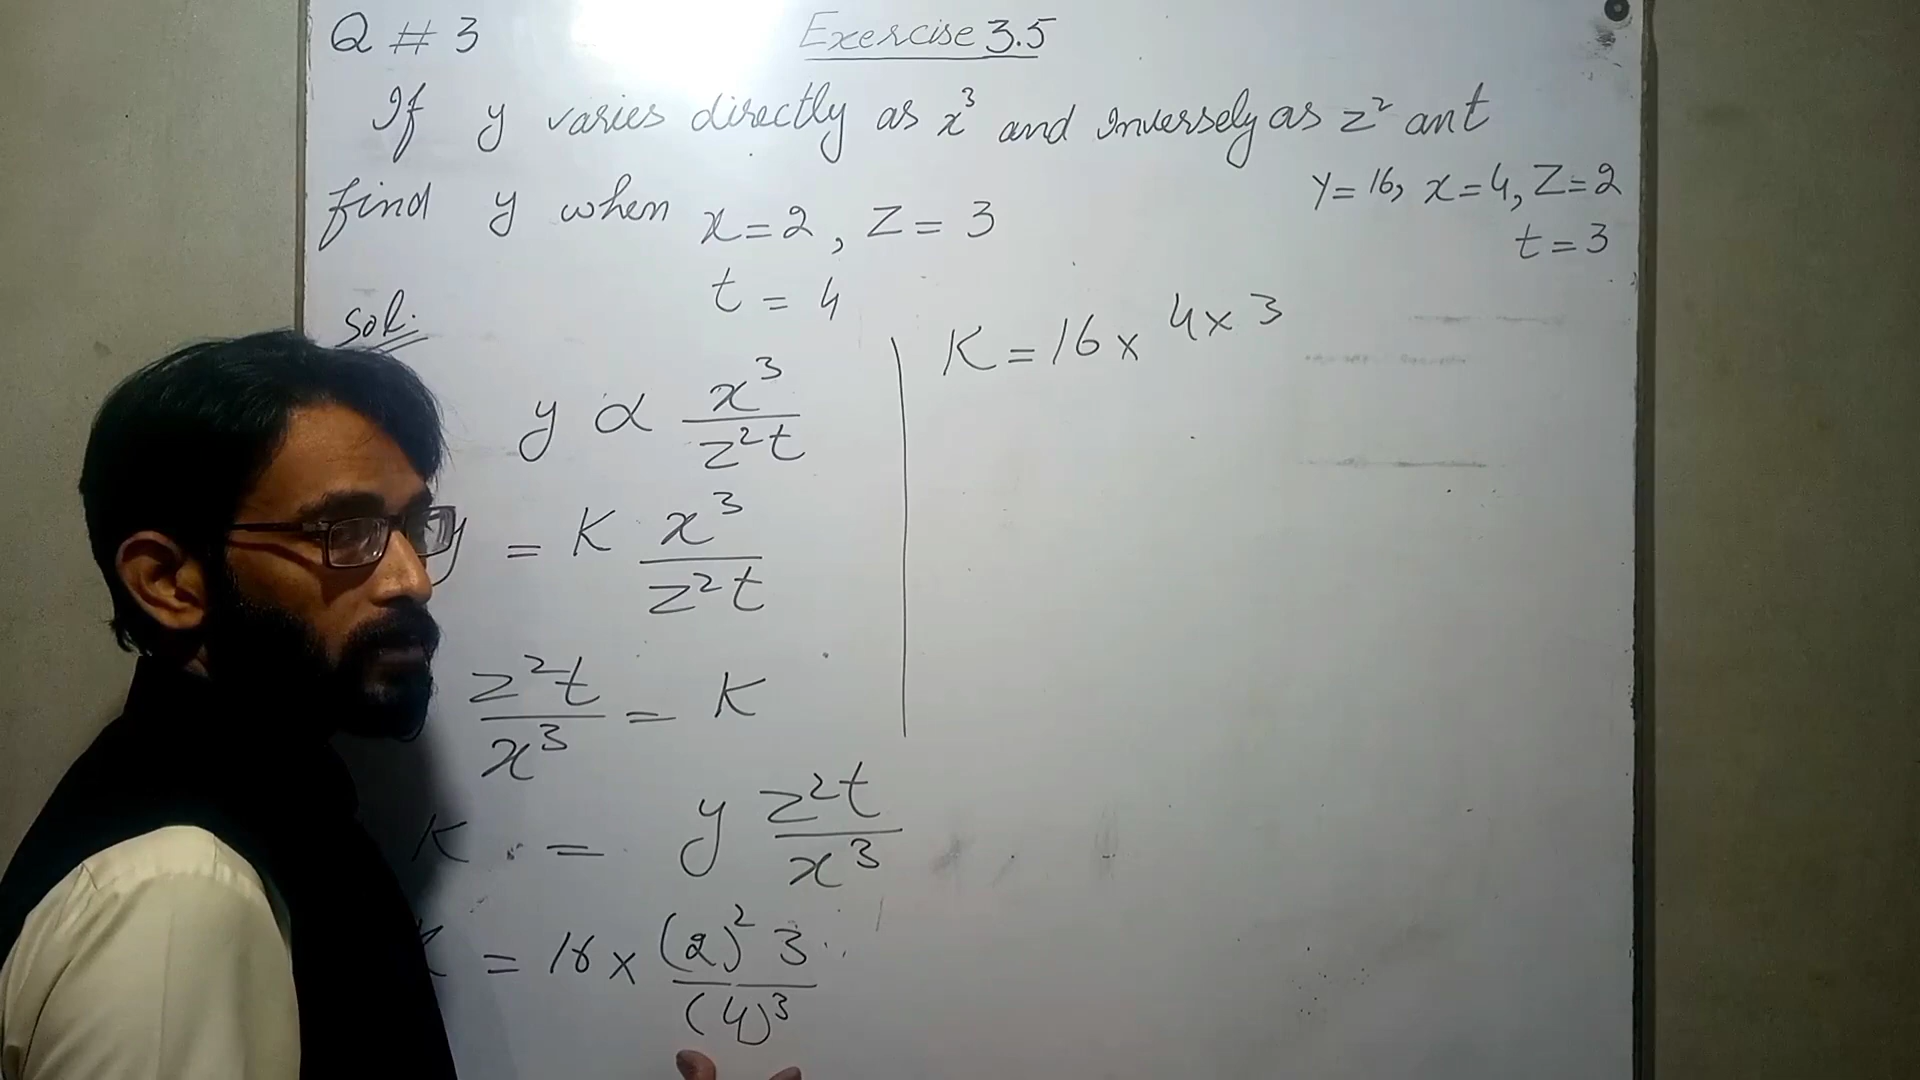 Q # 3
Exercise 3.5
If y varies directly as x³ and inversely as z² ant
y = 16, x = 4, z = 2
t = 3
find y when x = 2, z = 3
t = 4
sol.
y ∝ x³ / z²t
y = K x³ / z²t
z²t / x³ = K
K = y z²t / x³
= 16 × (2)² 3 / (4)³
K = 16 × 4 × 3